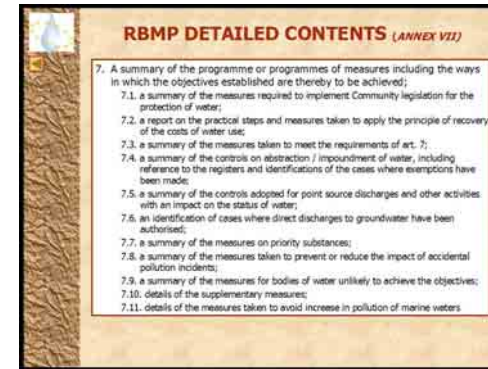 RBMP DETAILED CONTENTS (ANNEX VII)
7. A summary of the programme or programmes of measures including the ways
in which the objectives established are thereby to be achieved;
7.1. a summary of the measures required to implement Community legislation for the
protection of water;
7.2. a report on the practical steps and measures taken to apply the principle of recovery
of the costs of water use;
7.3. a summary of the measures taken to meet the requirements of art. 7;
7.4. a summary of the controls on abstraction / impoundment of water, including
reference to the registers and identifications of the cases where exemptions have
been made;
7.5. a summary of the controls adopted for point source discharges and other activities
with an impact on the status of water;
7.6. an identification of cases where direct discharges to groundwater have been
authorised;
7.7. a summary of the measures on priority substances;
7.8. a summary of the measures taken to prevent or reduce the impact of accidental
pollution incidents;
7.9. a summary of the measures for bodies of water unlikely to achieve the objectives;
7.10. details of the supplementary measures;
7.11. details of the measures taken to avoid increase in pollution of marine waters